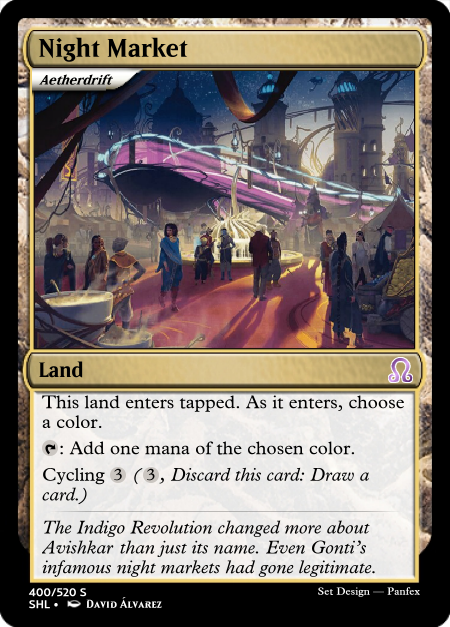 Night Market
Aetherdrift
Land
This land enters tapped. As it enters, choose
a color.
: Add one mana of the chosen color.
Cycling 3 (3, Discard this card: Draw a
card.)
The Indigo Revolution changed more about
Avishkar than just its name. Even Gonti's
infamous night markets had gone legitimate.
400/520 S
Set Design — Panfex
SHL • David Álvarez